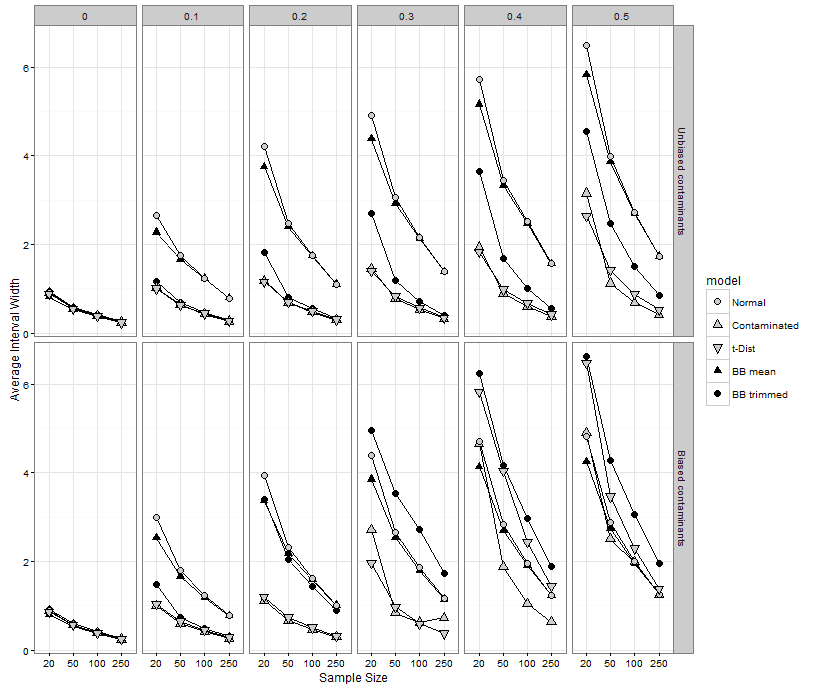 0 0.1 0.2 0.3 0.4 0.5
6
4
2
0
Unbiased contaminants
6
4
2
0
Biased contaminants
Average Interval Width
20 50 100 250 20 50 100 250 20 50 100 250 20 50 100 250 20 50 100 250 20 50 100 250
Sample Size
model
Normal
Contaminated
t-Dist
BB mean
BB trimmed